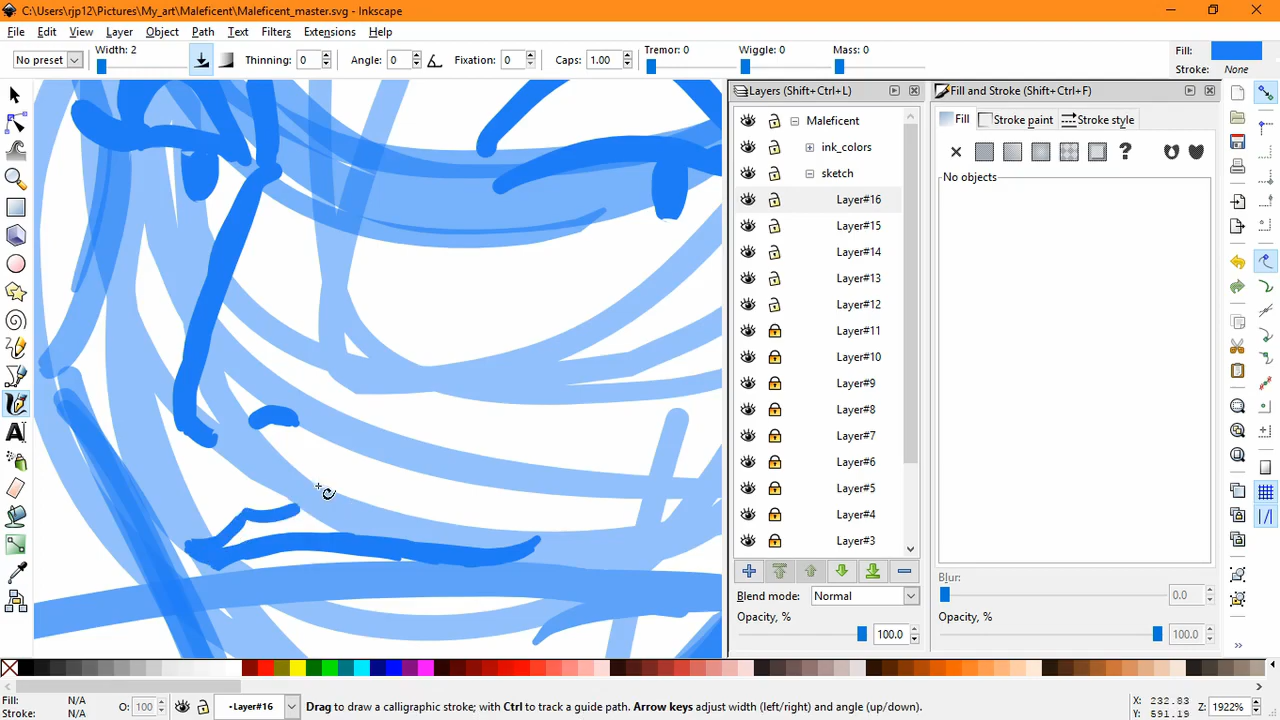 C:\Users\rjp12\Pictures\My_art\Maleficent\Maleficent_master.svg - Inkscape
File Edit View Layer Object Path Text Filters Extensions Help
No preset Width: 2 Thinning: 0 Angle: 0 Fixation: 0 Caps: 1.00 Tremor: 0 Wiggle: 0 Mass: 0 Fill:
Stroke: None
Layers (Shift+Ctrl+L) Fill and Stroke (Shift+Ctrl+F)
Maleficent
Fill Stroke paint Stroke style
ink_colors
sketch
No objects
Layer#16
Layer#15
Layer#14
Layer#13
Layer#12
Layer#11
Layer#10
Layer#9
Layer#8
Layer#7
Layer#6
Layer#5
Layer#4
Layer#3
Blend mode: Normal
Opacity, %
100.0
Blur:
0.0
Opacity, %
100.0
Fill: N/A
Stroke: N/A
O: 100
•Layer#16
Drag to draw a calligraphic stroke; with Ctrl to track a guide path. Arrow keys adjust width (left/right) and angle (up/down).
X: 232.83
Y: 591.19
Z: 1922%